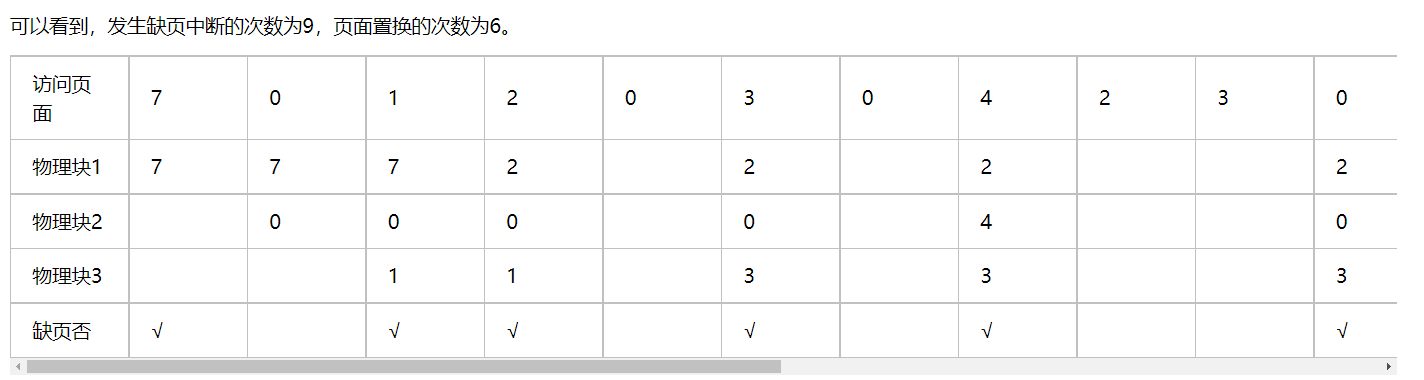 可以看到，发生缺页中断的次数为9，页面置换的次数为6。
访问页面 7 0 1 2 0 3 0 4 2 3 0
物理块1 7 7 7 2 2 2 2
物理块2 0 0 0 0 4 0
物理块3 1 1 3 3 3
缺页否 √ √ √ √ √ √